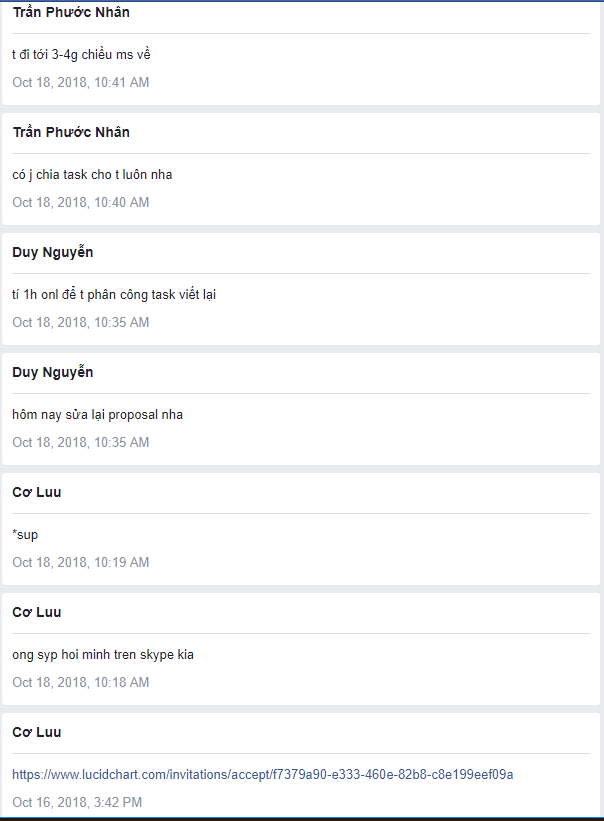 Trần Phước Nhân
t đi tới 3-4g chiều ms về
Oct 18, 2018, 10:41 AM
Trần Phước Nhân
có j chia task cho t luôn nha
Oct 18, 2018, 10:40 AM
Duy Nguyễn
tí 1h onl để t phân công task viết lại
Oct 18, 2018, 10:35 AM
Duy Nguyễn
hôm nay sửa lại proposal nha
Oct 18, 2018, 10:35 AM
Cơ Luu
*sup
Oct 18, 2018, 10:19 AM
Cơ Luu
ong syp hoi minh tren skype kia
Oct 18, 2018, 10:18 AM
Cơ Luu
https://www.lucidchart.com/invitations/accept/f7379a90-e333-460e-82b8-c8e199eef09a
Oct 16, 2018, 3:42 PM